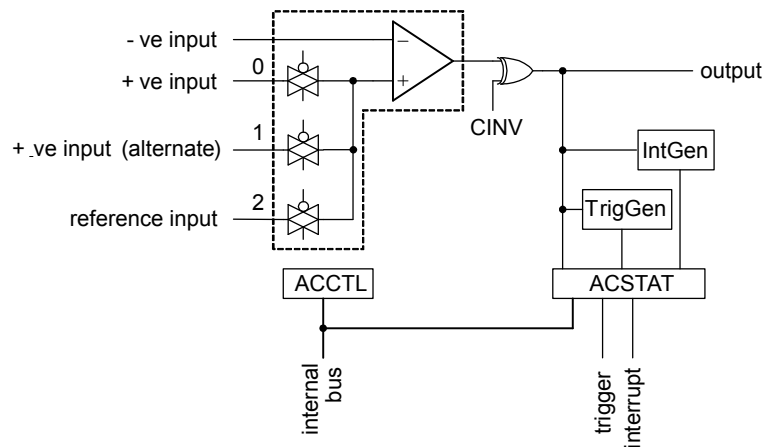 - ve input
−
0
+ ve input
+
output
CINV
1
+ -ve input (alternate)
IntGen
2
reference input
TrigGen
ACCTL
ACSTAT
internal
bus
trigger
interrupt